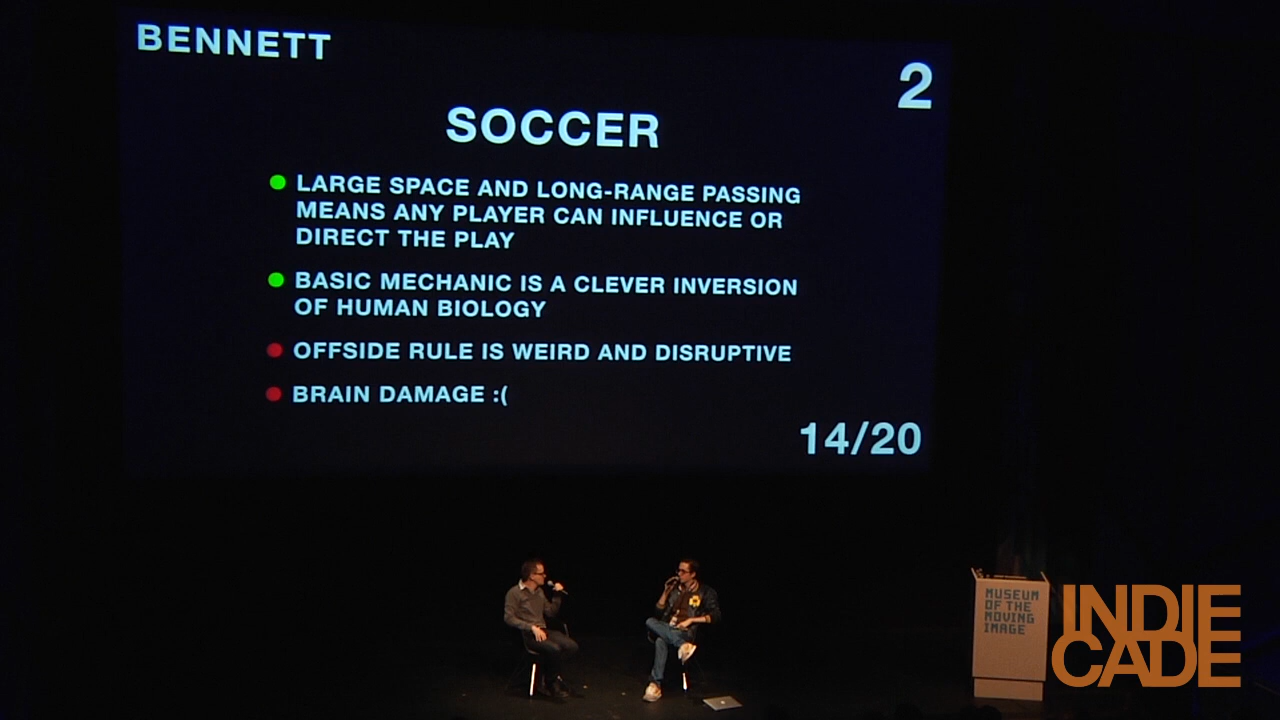 BENNETT
2
SOCCER
LARGE SPACE AND LONG-RANGE PASSING
MEANS ANY PLAYER CAN INFLUENCE OR
DIRECT THE PLAY
BASIC MECHANIC IS A CLEVER INVERSION
OF HUMAN BIOLOGY
OFFSIDE RULE IS WEIRD AND DISRUPTIVE
BRAIN DAMAGE :(
14/20
MUSEUM
OF THE
MOVING
IMAGE
INDIE
CADE